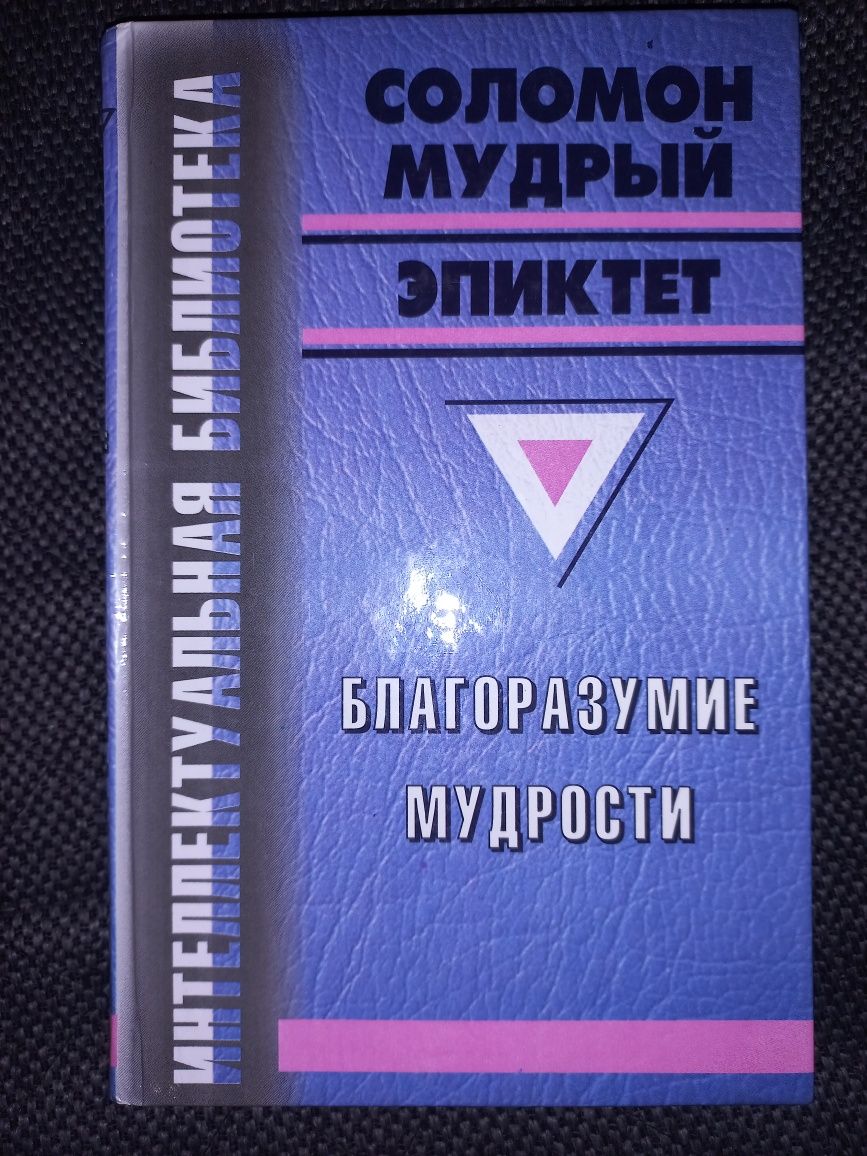 СОЛОМОН
МУДРЫЙ
ЭПИКТЕТ
БЛАГОРАЗУМИЕ
МУДРОСТИ
ИНТЕЛЛЕКТУАЛЬНАЯ БИБЛИОТЕКА